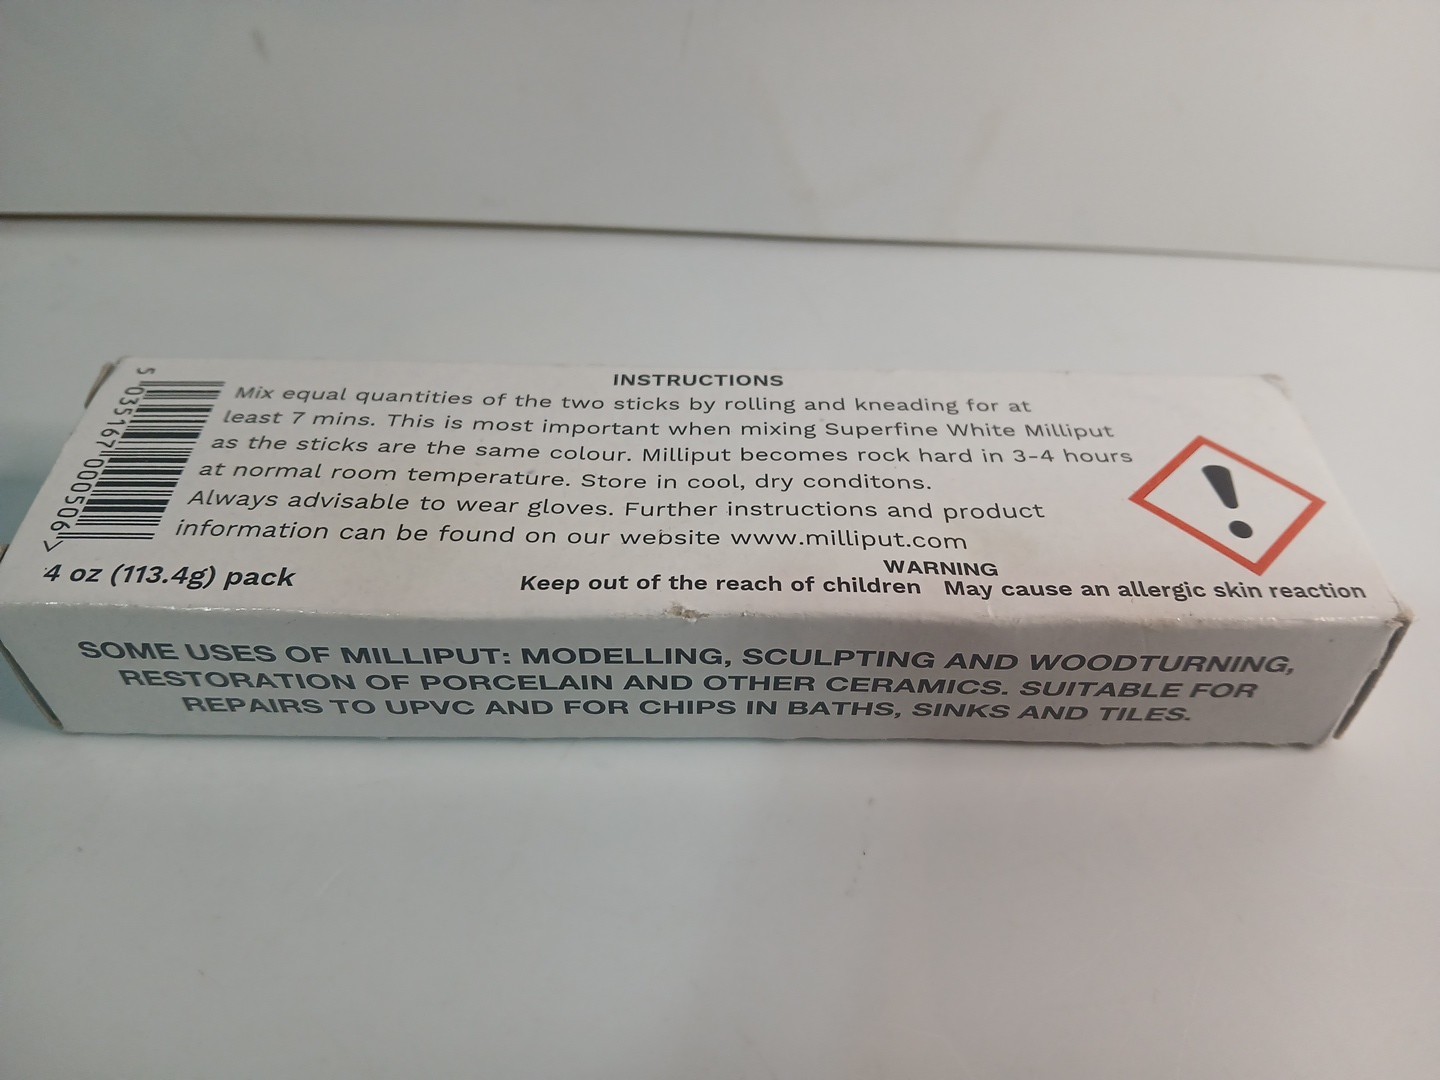 INSTRUCTIONS
Mix equal quantities of the two sticks by rolling and kneading for at
least 7 mins. This is most important when mixing Superfine White Milliput
as the sticks are the same colour. Milliput becomes rock hard in 3-4 hours
at normal room temperature. Store in cool, dry conditons.
Always advisable to wear gloves. Further instructions and product
information can be found on our website www.milliput.com
5 035167 000506 >
4 oz (113.4g) pack
WARNING
Keep out of the reach of children May cause an allergic skin reaction
SOME USES OF MILLIPUT: MODELLING, SCULPTING AND WOODTURNING,
RESTORATION OF PORCELAIN AND OTHER CERAMICS. SUITABLE FOR
REPAIRS TO UPVC AND FOR CHIPS IN BATHS, SINKS AND TILES.